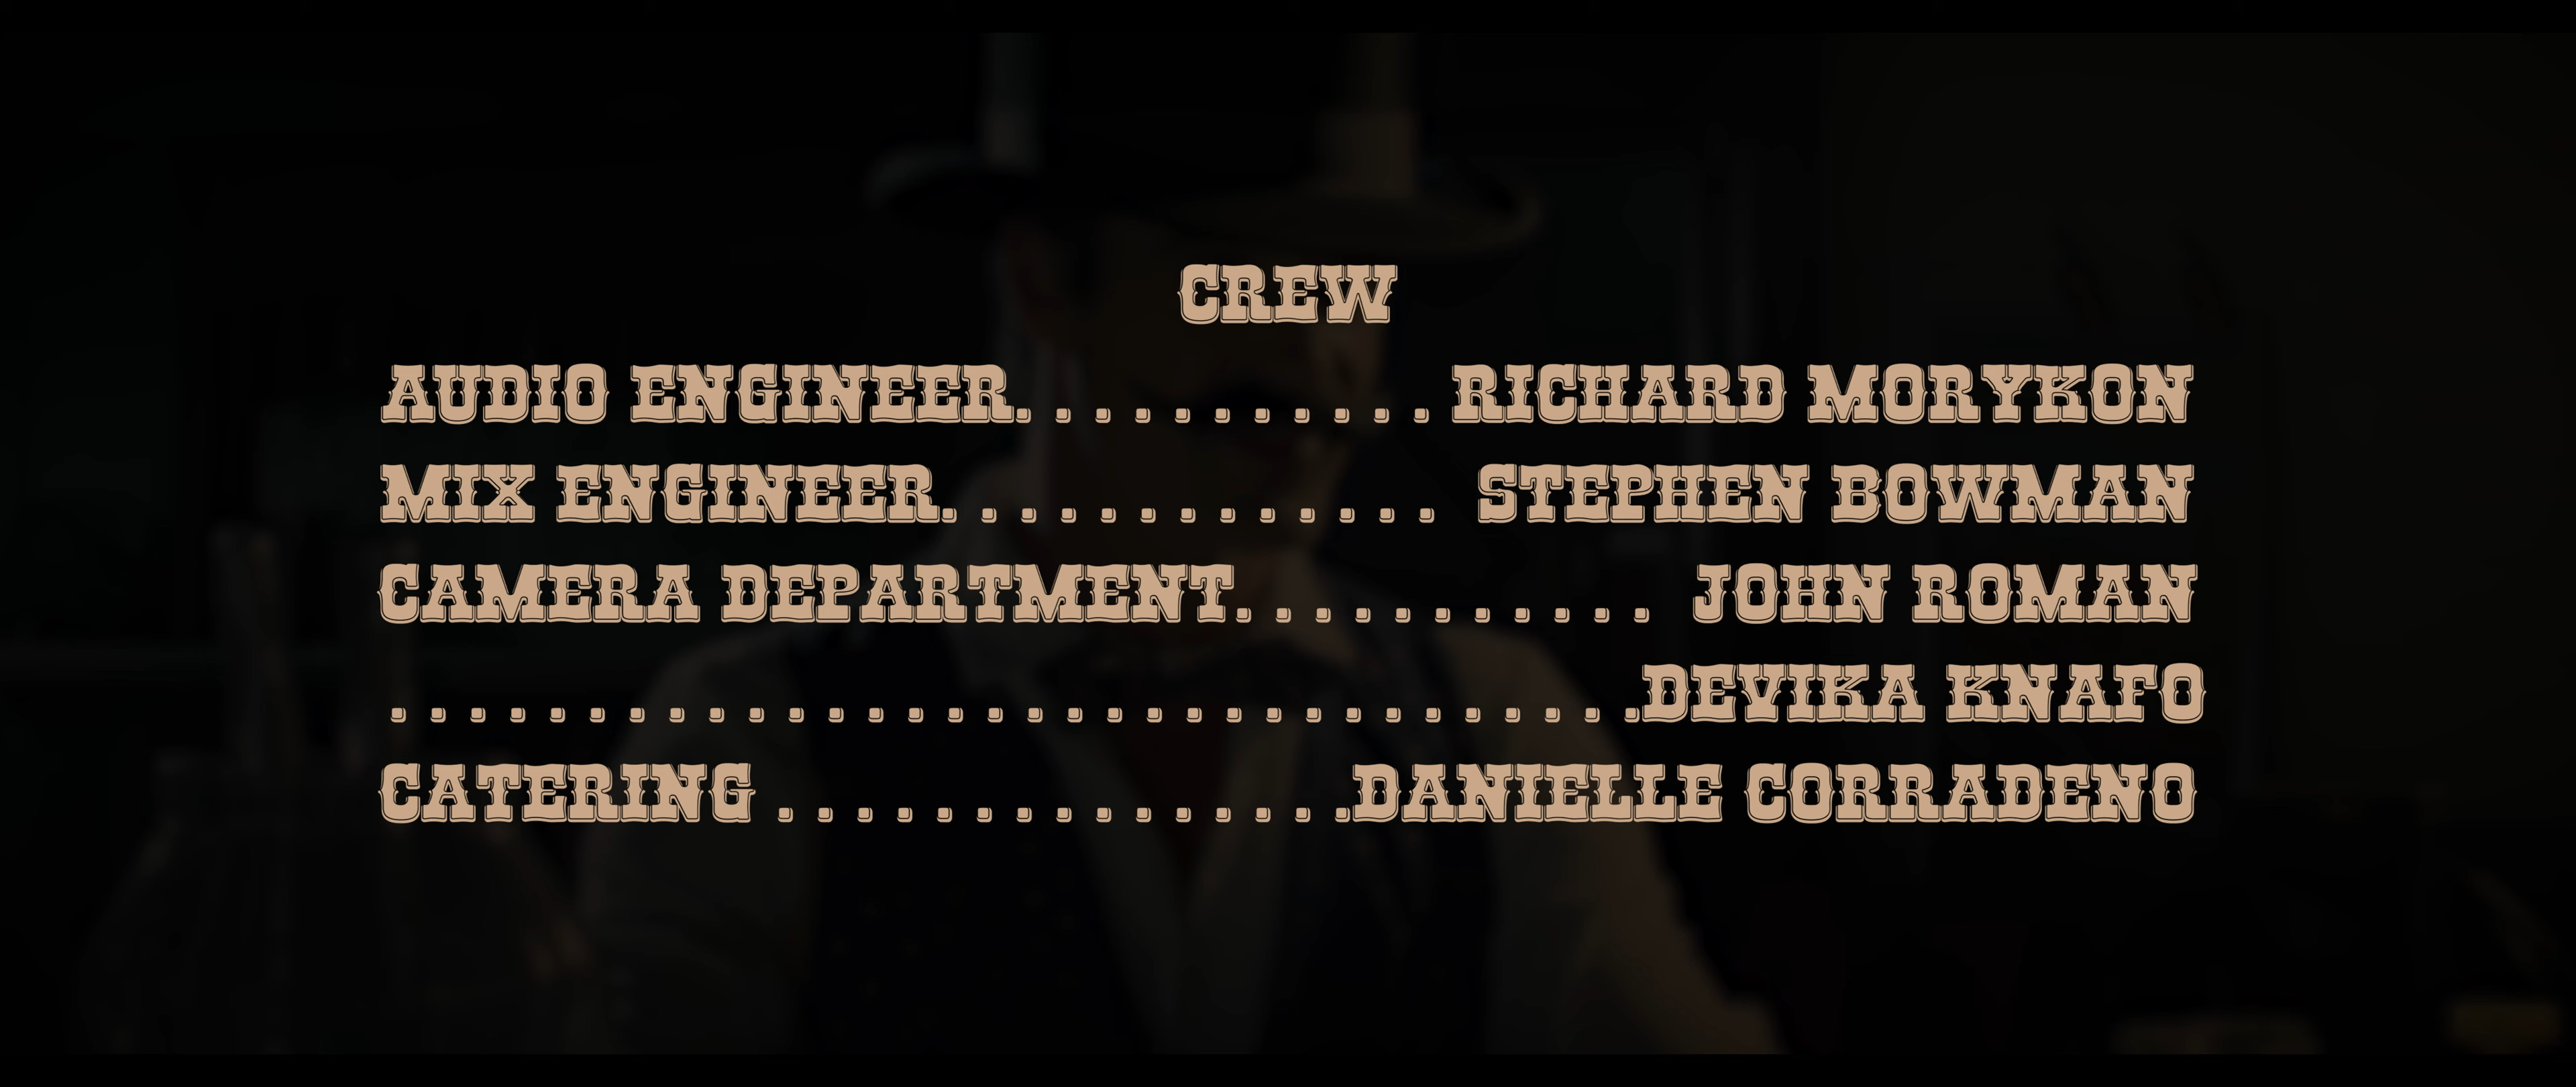 CREW
AUDIO ENGINEER. . . . . . . . . . . RICHARD MORYKON
MIX ENGINEER. . . . . . . . . . . . . STEPHEN BOWMAN
CAMERA DEPARTMENT. . . . . . . . . . . JOHN ROMAN
. . . . . . . . . . . . . . . . . . . . . . . . . . . . . . . .DEVIKA KNAFO
CATERING . . . . . . . . . . . . . . .DANIELLE CORRADENO